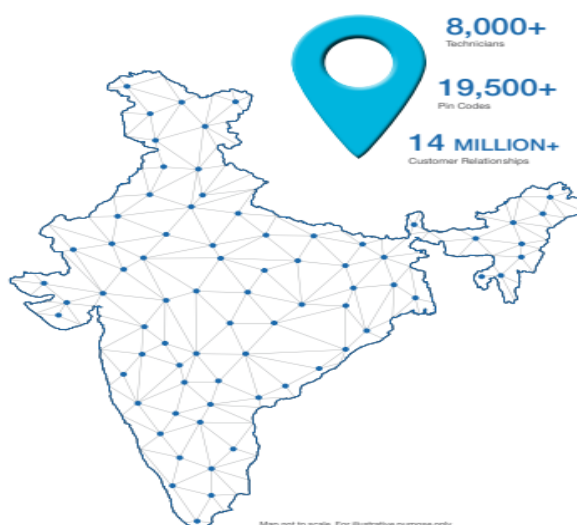 8,000+
Technicians
19,500+
Pin Codes
14 MILLION+
Customer Relationships
Map not to scale. For illustrative purpose only